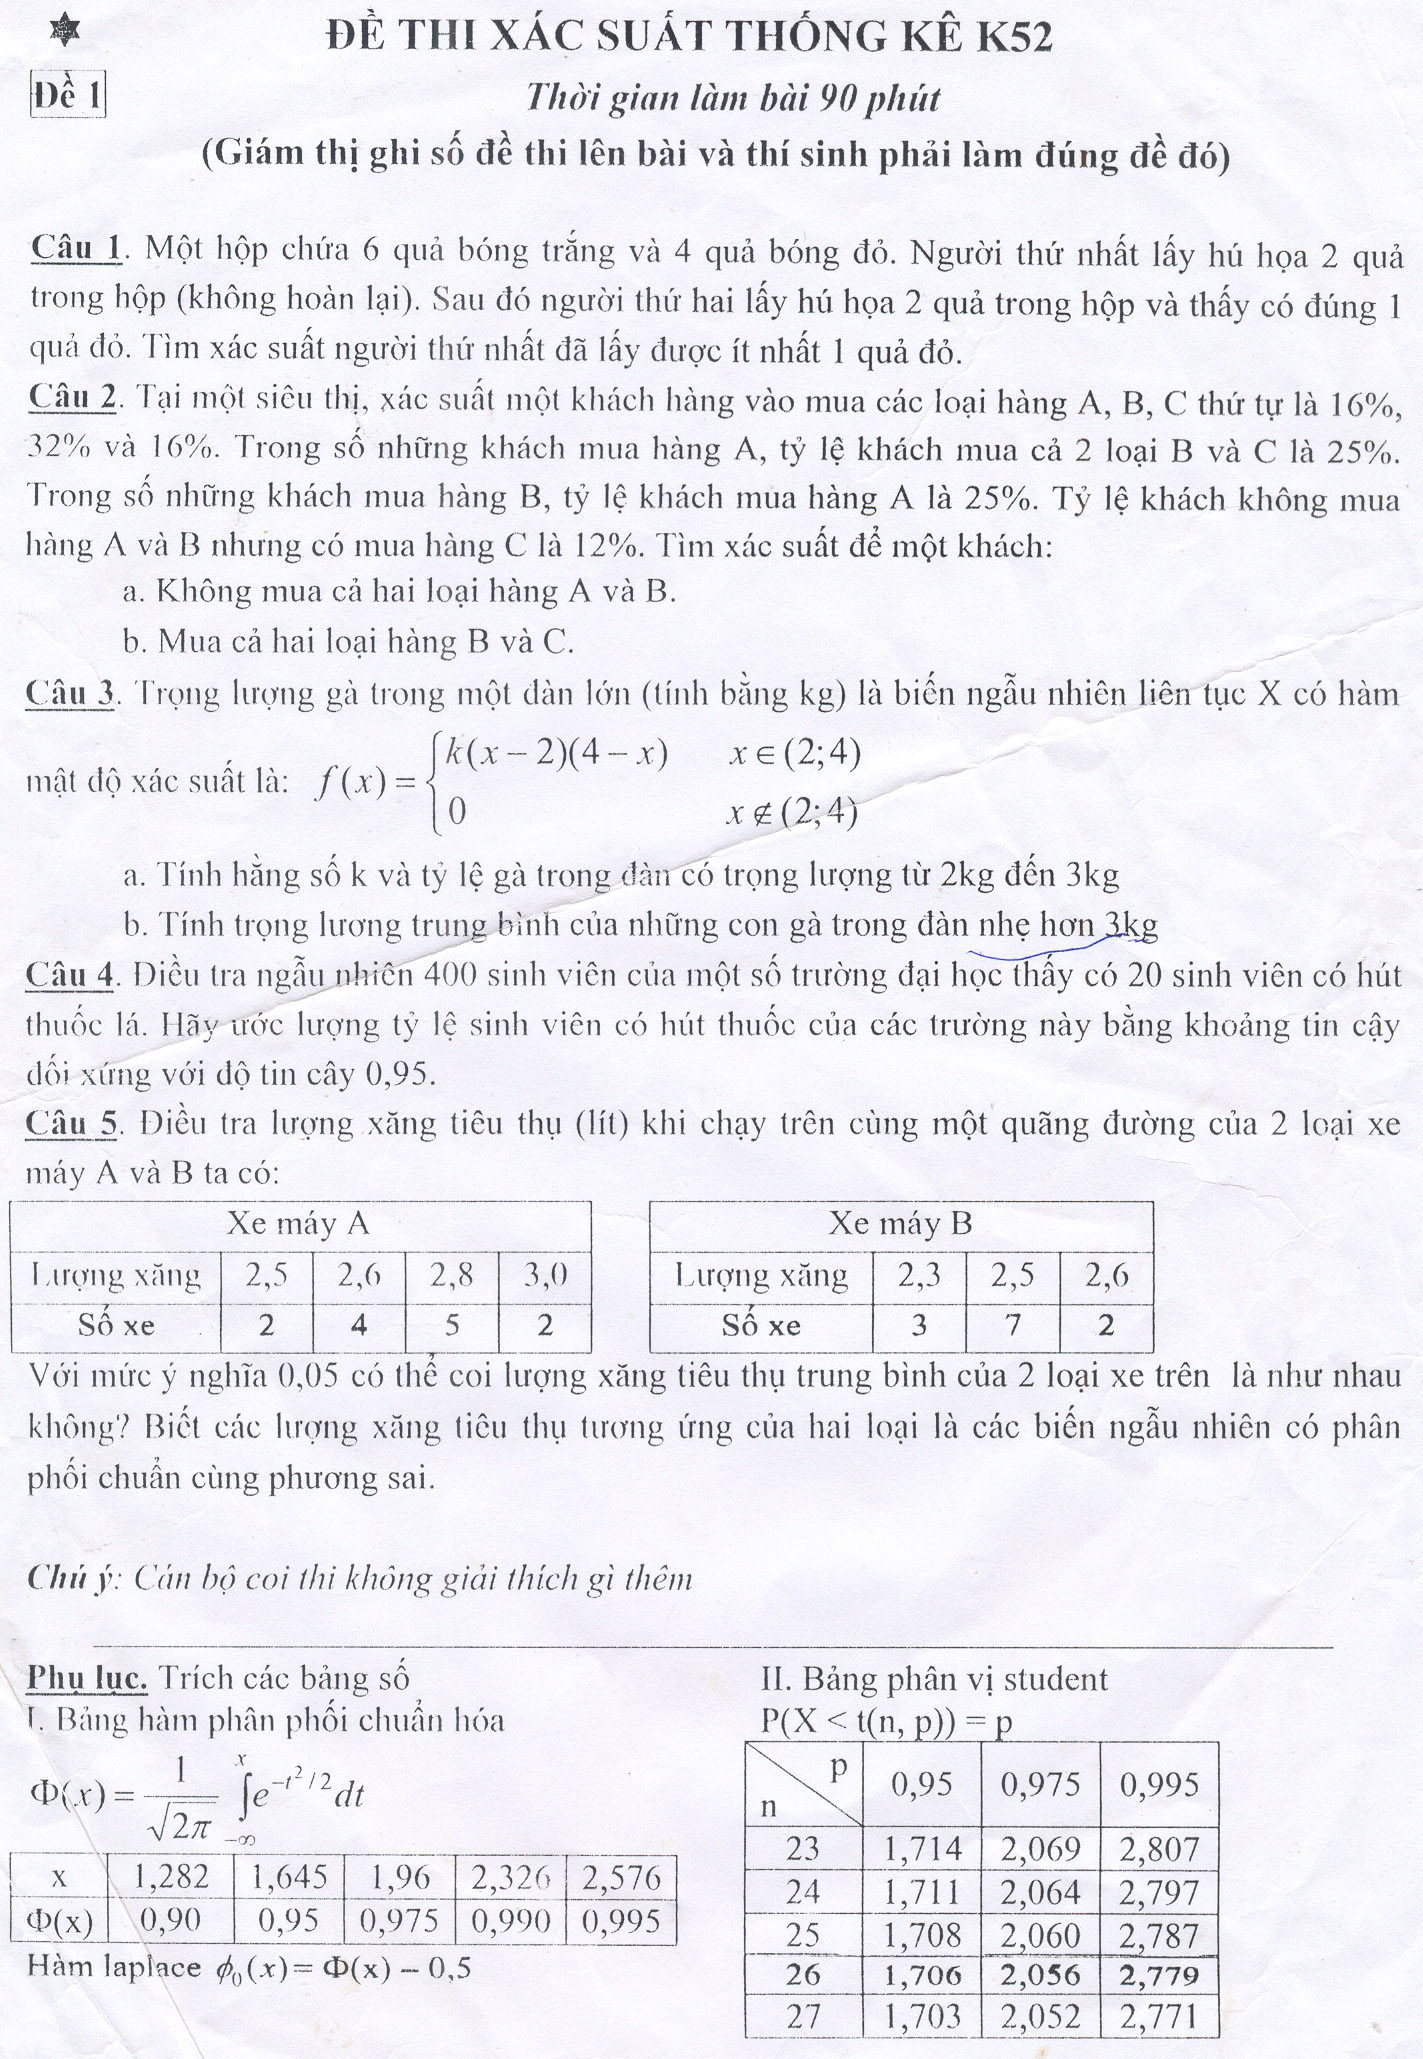 ĐỀ THI XÁC SUẤT THỐNG KÊ K52
Đề 1
Thời gian làm bài 90 phút
(Giám thị ghi số đề thi lên bài và thí sinh phải làm đúng đề đó)
Câu 1. Một hộp chứa 6 quả bóng trắng và 4 quả bóng đỏ. Người thứ nhất lấy hú họa 2 quả
trong hộp (không hoàn lại). Sau đó người thứ hai lấy hú họa 2 quả trong hộp và thấy có đúng 1
quả đỏ. Tìm xác suất người thứ nhất đã lấy được ít nhất 1 quả đỏ.
Câu 2. Tại một siêu thị, xác suất một khách hàng vào mua các loại hàng A, B, C thứ tự là 16%,
32% và 16%. Trong số những khách mua hàng A, tỷ lệ khách mua cả 2 loại B và C là 25%.
Trong số những khách mua hàng B, tỷ lệ khách mua hàng A là 25%. Tỷ lệ khách không mua
hàng A và B nhưng có mua hàng C là 12%. Tìm xác suất để một khách:
a. Không mua cả hai loại hàng A và B.
b. Mua cả hai loại hàng B và C.
Câu 3. Trọng lượng gà trong một đàn lớn (tính bằng kg) là biến ngẫu nhiên liên tục X có hàm
mật độ xác suất là: f(x) = { k(x − 2)(4 − x) x ∈ (2; 4)
0 x ∉ (2; 4)
a. Tính hằng số k và tỷ lệ gà trong đàn có trọng lượng từ 2kg đến 3kg
b. Tính trọng lương trung bình của những con gà trong đàn nhẹ hơn 3kg
Câu 4. Điều tra ngẫu nhiên 400 sinh viên của một số trường đại học thấy có 20 sinh viên có hút
thuốc lá. Hãy ước lượng tỷ lệ sinh viên có hút thuốc của các trường này bằng khoảng tin cậy
đối xứng với độ tin cây 0,95.
Câu 5. Điều tra lượng xăng tiêu thụ (lít) khi chạy trên cùng một quãng đường của 2 loại xe
máy A và B ta có:
Xe máy A
Lượng xăng 2,5 2,6 2,8 3,0
Số xe 2 4 5 2
Xe máy B
Lượng xăng 2,3 2,5 2,6
Số xe 3 7 2
Với mức ý nghĩa 0,05 có thể coi lượng xăng tiêu thụ trung bình của 2 loại xe trên là như nhau
không? Biết các lượng xăng tiêu thụ tương ứng của hai loại là các biến ngẫu nhiên có phân
phối chuẩn cùng phương sai.
Chú ý: Cán bộ coi thi không giải thích gì thêm
Phụ lục. Trích các bảng số
I. Bảng hàm phân phối chuẩn hóa
Φ(x) = 1/√2π ∫_{−∞}^{x} e^{−t²/2} dt
x 1,282 1,645 1,96 2,326 2,576
Φ(x) 0,90 0,95 0,975 0,990 0,995
Hàm laplace ϕ₀(x) = Φ(x) − 0,5
II. Bảng phân vị student
P(X < t(n, p)) = p
p 0,95 0,975 0,995
n
23 1,714 2,069 2,807
24 1,711 2,064 2,797
25 1,708 2,060 2,787
26 1,706 2,056 2,779
27 1,703 2,052 2,771